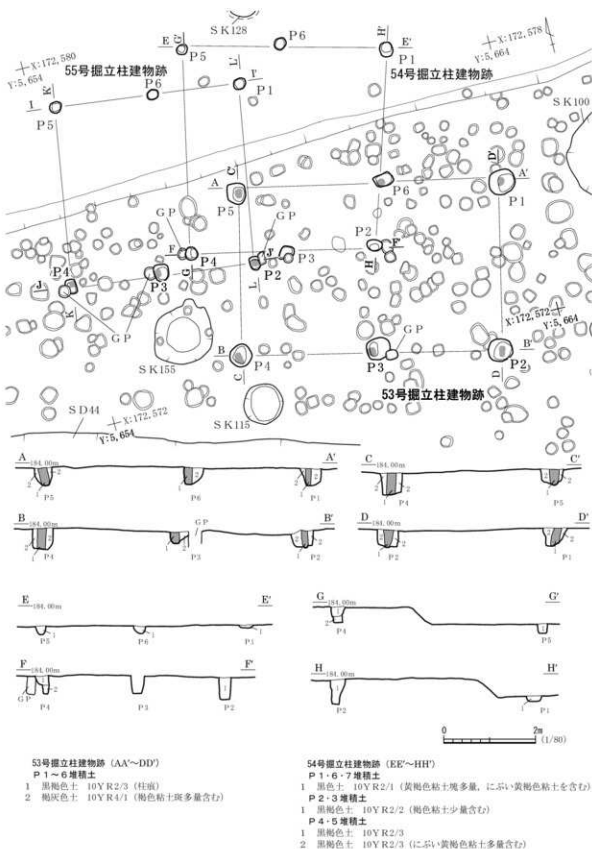 SK128
E
G'
P5
P6
H'
E'
P1
X:172,580
Y:5,654
55号掘立柱建物跡
X:172,578
Y:5,664
54号掘立柱建物跡
I
K'
P5
P6
L'
I'
P1
SK100
C'
A
P5
P6
D'
A'
P1
GP
GP
P2
F
P4
G
J'
P2
P3
F'
H
L
J
P4
K
P3
GP
X:172,572
Y:5,664
SK155
B
C
P4
P3
GP
B'
P2
D
53号掘立柱建物跡
SD44
X:172,572
Y:5,654
SK115
A
184.00m
A'
2
1
2
P5
P6
P1
C
184.00m
C'
P4
P5
B
184.00m
GP
B'
P4
P3
P2
D
184.00m
D'
P2
P1
E
184.00m
E'
P5
P6
P1
G
184.00m
G'
P4
P5
F
184.00m
F'
GP
P4
P3
P2
H
184.00m
H'
P2
P1
0 2m
(1/80)
53号掘立柱建物跡 (AA'～DD')
P1～6堆積土
1 黒褐色土 10YR2/3 (柱痕)
2 褐灰色土 10YR4/1 (褐色粘土斑多量含む)
54号掘立柱建物跡 (EE'～HH')
P1・6・7堆積土
1 黒色土 10YR2/1 (黄褐色粘土塊多量，にぶい黄褐色粘土を含む)
P2・3堆積土
1 黒褐色土 10YR2/2 (褐色粘土少量含む)
P4・5堆積土
1 黒褐色土 10YR2/3
2 黒褐色土 10YR2/3 (にぶい黄褐色粘土多量含む)